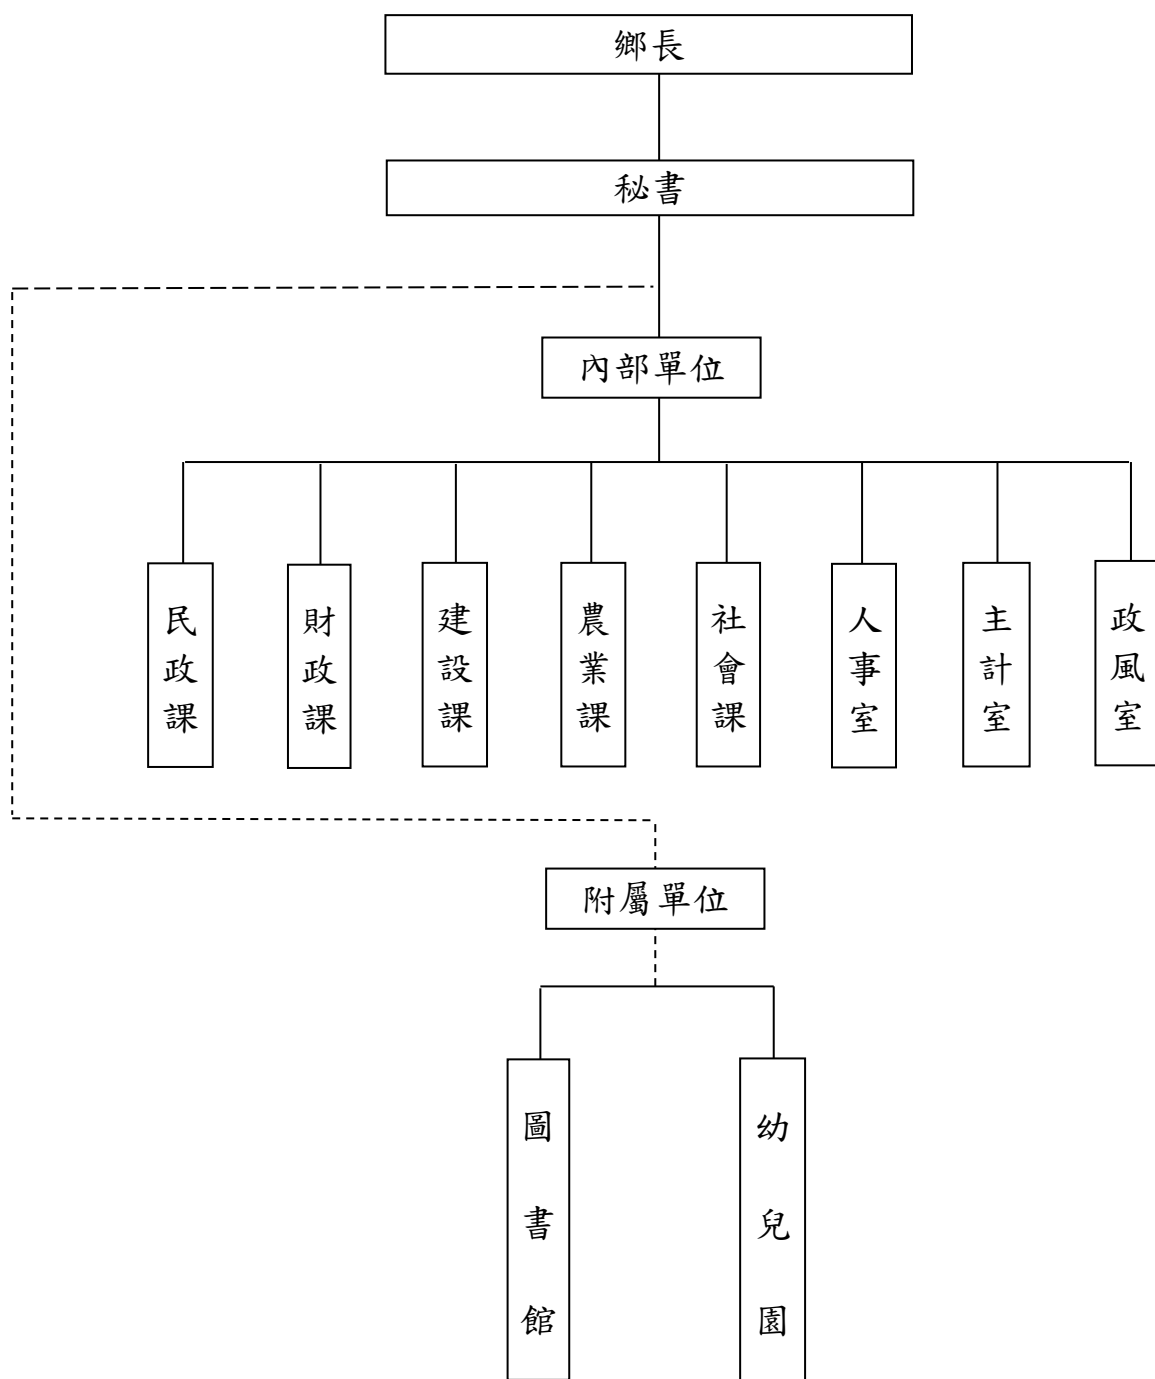 鄉長
秘書
內部單位
民政課
財政課
建設課
農業課
社會課
人事室
主計室
政風室
附屬單位
圖書館
幼兒園